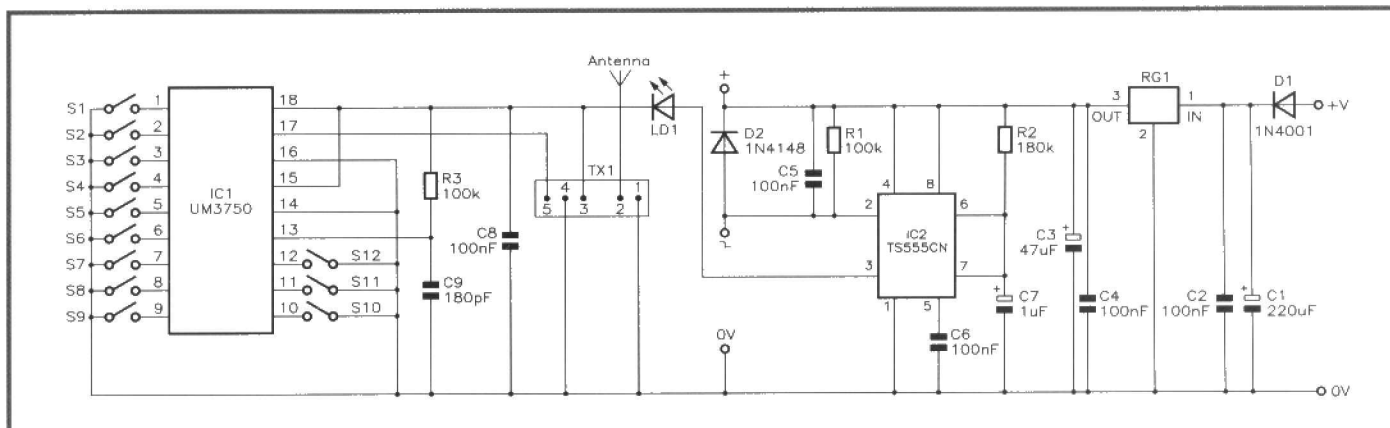 S1
S2
S3
S4
S5
S6
S7
S8
S9
1
2
3
4
5
6
7
8
9
IC1
UM3750
18
17
16
15
14
13
12
11
10
S12
S11
S10
R3
100k
C9
180pF
C8
100nF
Antenna
TX1
5
4
3
2
1
LD1
+
D2
1N4148
C5
100nF
R1
100k
0V
4
8
2
6
IC2
TS555CN
3
7
1
5
C6
100nF
R2
180k
C7
1uF
+
C3
47uF
+
C4
100nF
RG1
3
OUT
1
IN
2
C2
100nF
+
C1
220uF
D1
1N4001
+V
0V